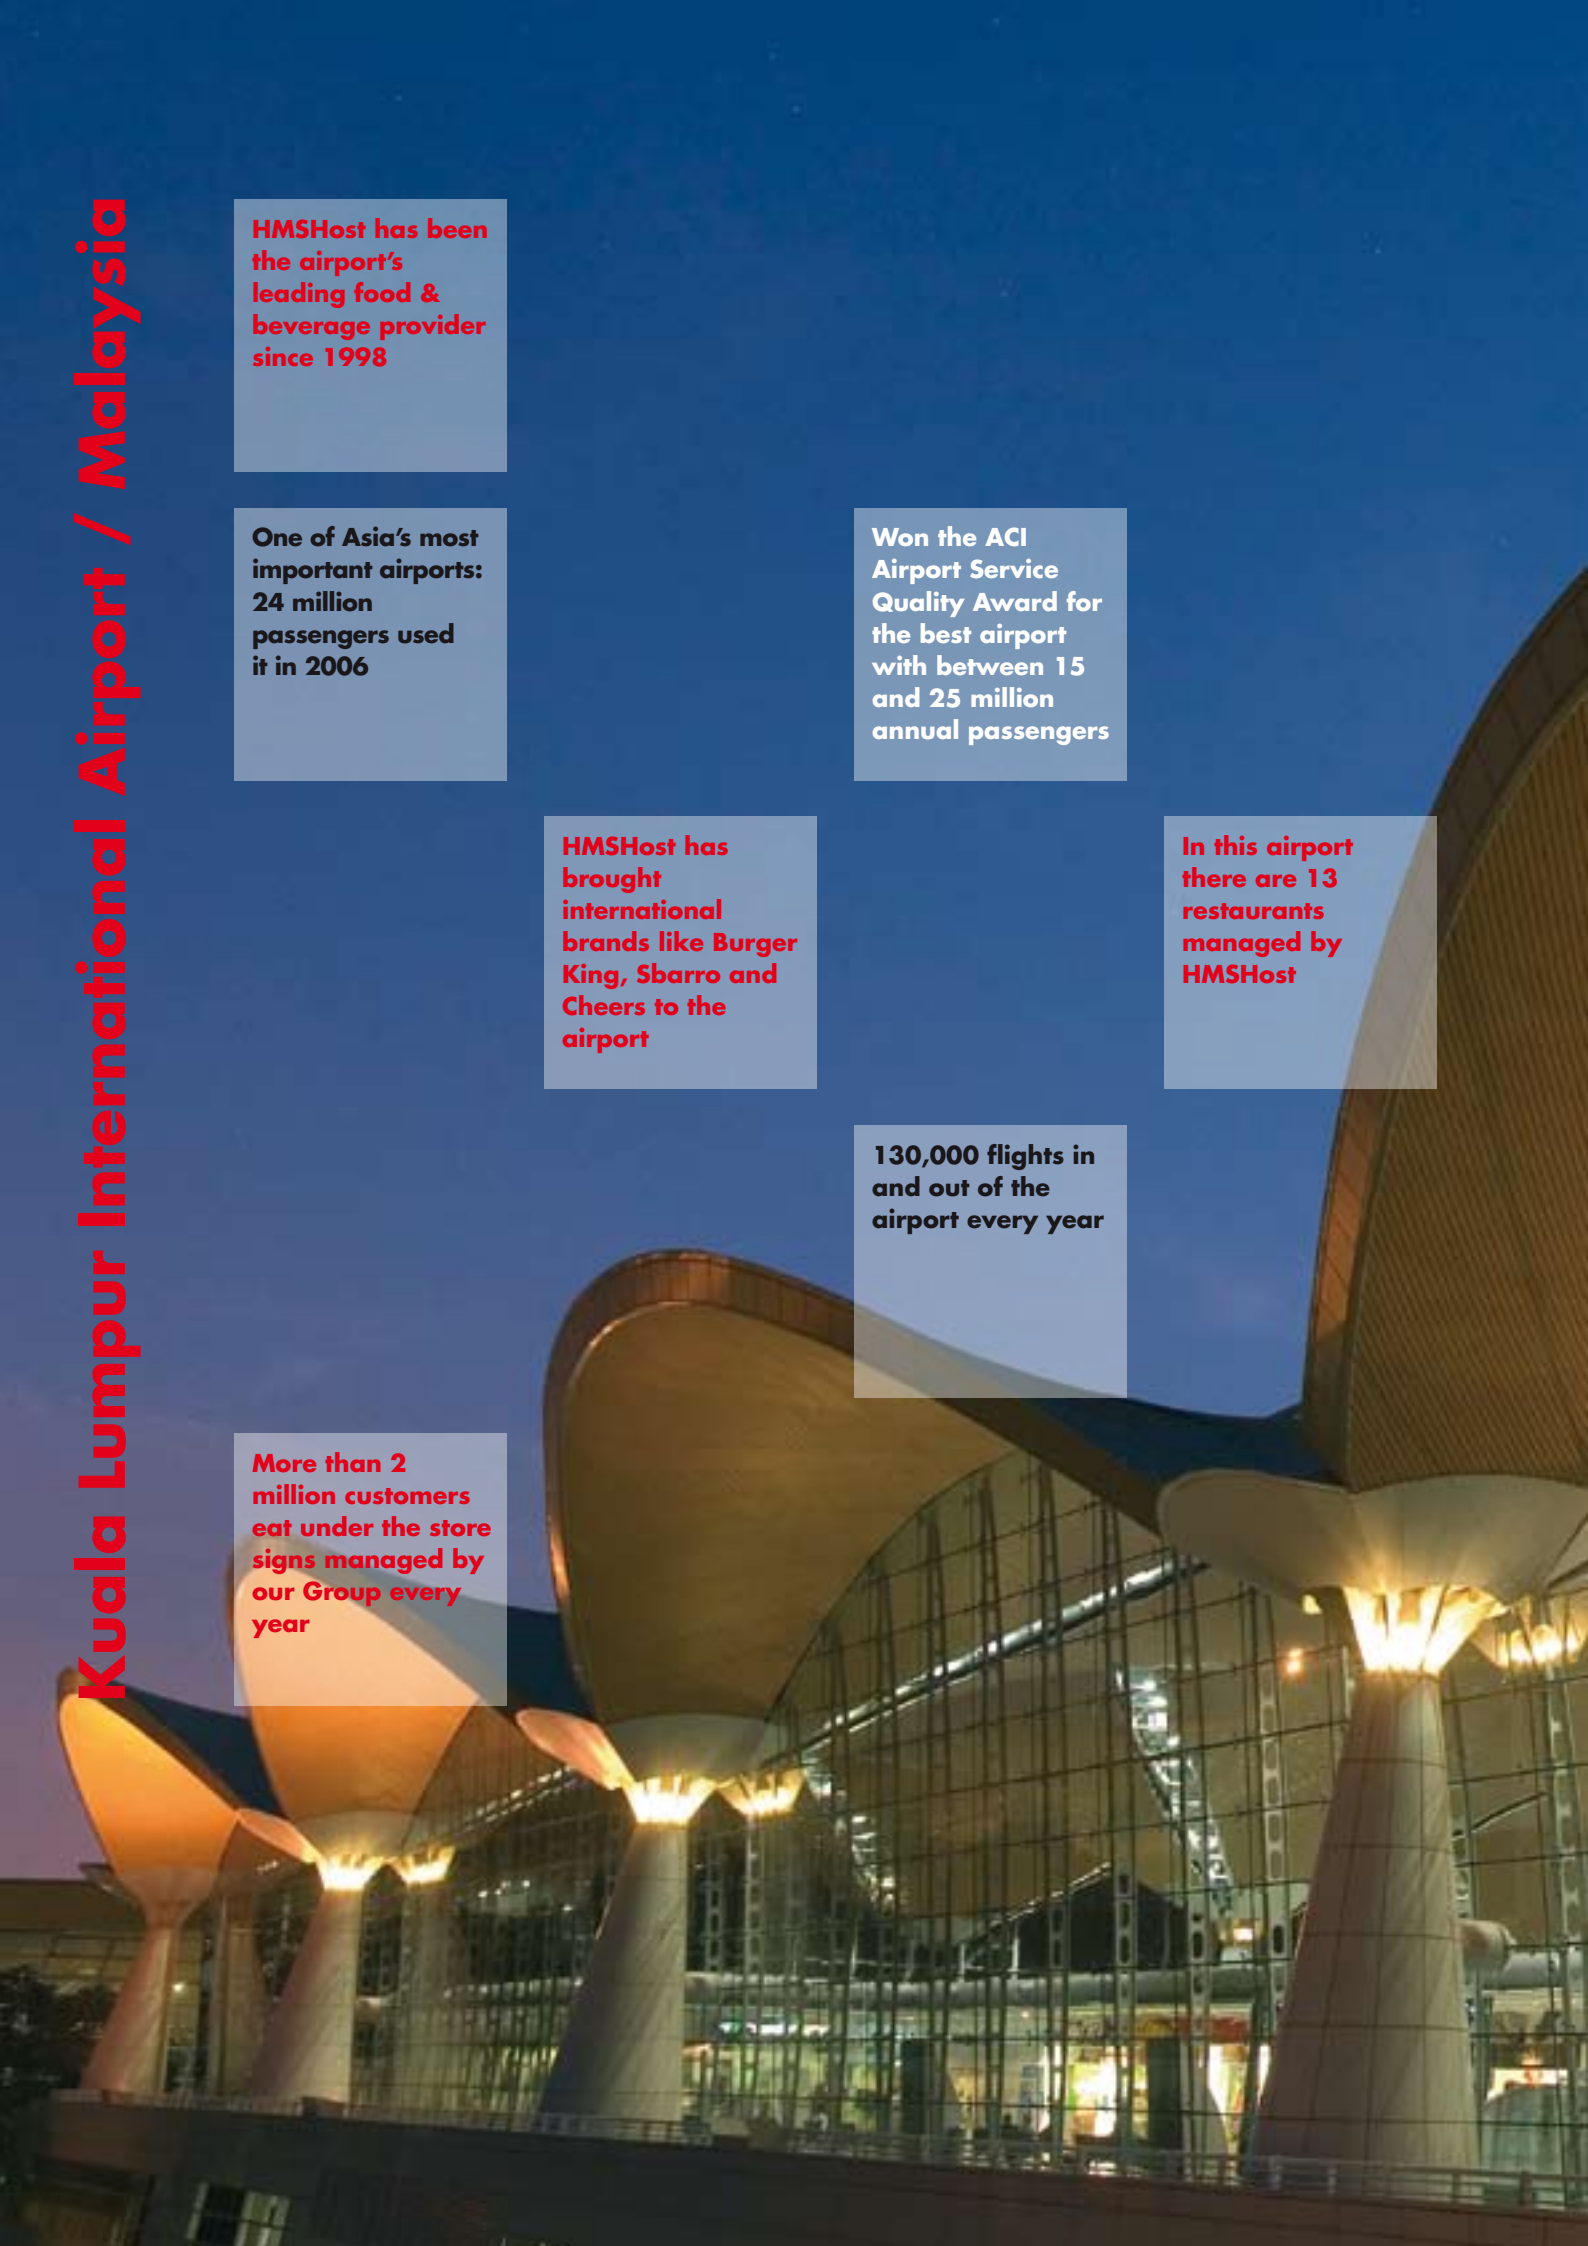 Kuala Lumpur International Airport / Malaysia
HMSHost has been
the airport’s
leading food &
beverage provider
since 1998
One of Asia’s most
important airports:
24 million
passengers used
it in 2006
Won the ACI
Airport Service
Quality Award for
the best airport
with between 15
and 25 million
annual passengers
HMSHost has
brought
international
brands like Burger
King, Sbarro and
Cheers to the
airport
In this airport
there are 13
restaurants
managed by
HMSHost
130,000 flights in
and out of the
airport every year
More than 2
million customers
eat under the store
signs managed by
our Group every
year